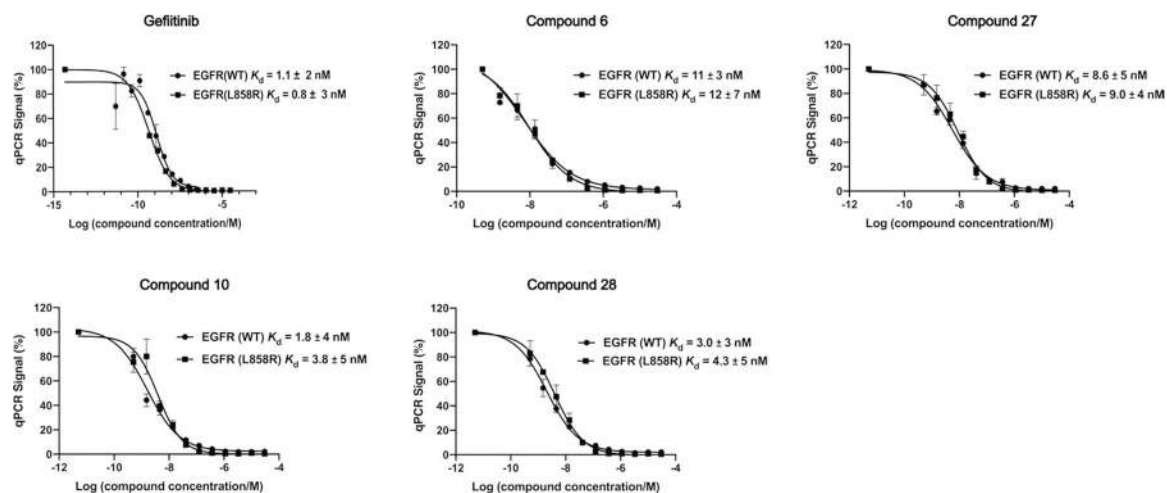 Gefiitinib
120
100
80
60
40
20
0
qPCR Signal (%)
EGFR(WT) Kd = 1.1 ± 2 nM
EGFR(L858R) Kd = 0.8 ± 3 nM
-15
-10
-5
Log (compound concentration/M)
Compound 6
120
100
80
60
40
20
0
qPCR Signal (%)
EGFR (WT) Kd = 11 ± 3 nM
EGFR (L858R) Kd = 12 ± 7 nM
-10
-8
-6
-4
Log (compound concentration/M)
Compound 27
120
100
80
60
40
20
0
qPCR Signal (%)
EGFR (WT) Kd = 8.6 ± 5 nM
EGFR (L858R) Kd = 9.0 ± 4 nM
-12
-10
-8
-6
-4
Log (compound concentration/M)
Compound 10
120
100
80
60
40
20
0
qPCR Signal (%)
EGFR (WT) Kd = 1.8 ± 4 nM
EGFR (L858R) Kd = 3.8 ± 5 nM
-12
-10
-8
-6
-4
Log (compound concentration/M)
Compound 28
120
100
80
60
40
20
0
qPCR Signal (%)
EGFR (WT) Kd = 3.0 ± 3 nM
EGFR (L858R) Kd = 4.3 ± 5 nM
-12
-10
-8
-6
-4
Log (compound concentration/M)